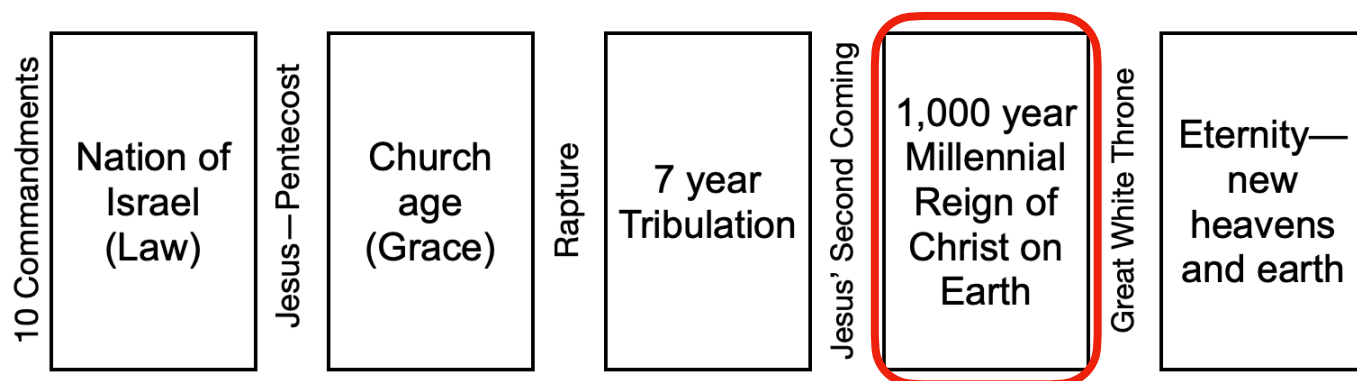 10 Commandments
Nation of
Israel
(Law)
Jesus—Pentecost
Church
age
(Grace)
Rapture
7 year
Tribulation
Jesus’ Second Coming
1,000 year
Millennial
Reign of
Christ on
Earth
Great White Throne
Eternity—
new
heavens
and earth